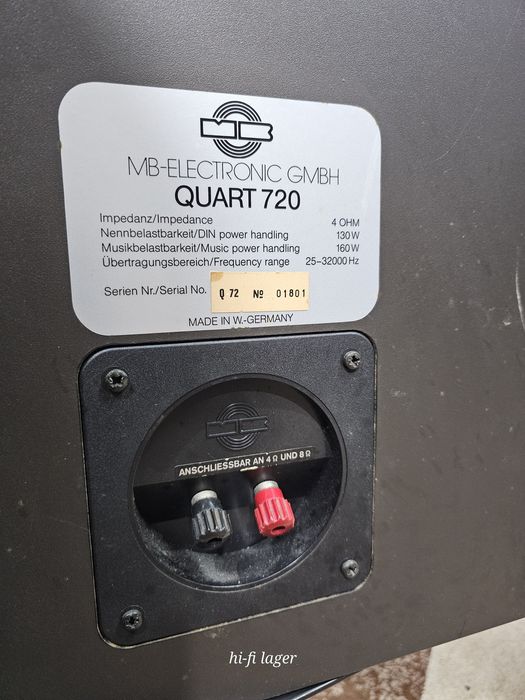 MB
MB-ELECTRONIC GMBH
QUART 720
Impedanz/Impedance 4 OHM
Nennbelastbarkeit/DIN power handling 130 W
Musikbelastbarkeit/Music power handling 160 W
Übertragungsbereich/Frequency range 25-32000 Hz
Serien Nr./Serial No. Q 72 Nº 01801
MADE IN W.-GERMANY
MB
ANSCHLIESSBAR AN 4 Ω UND 8 Ω
hi-fi lager